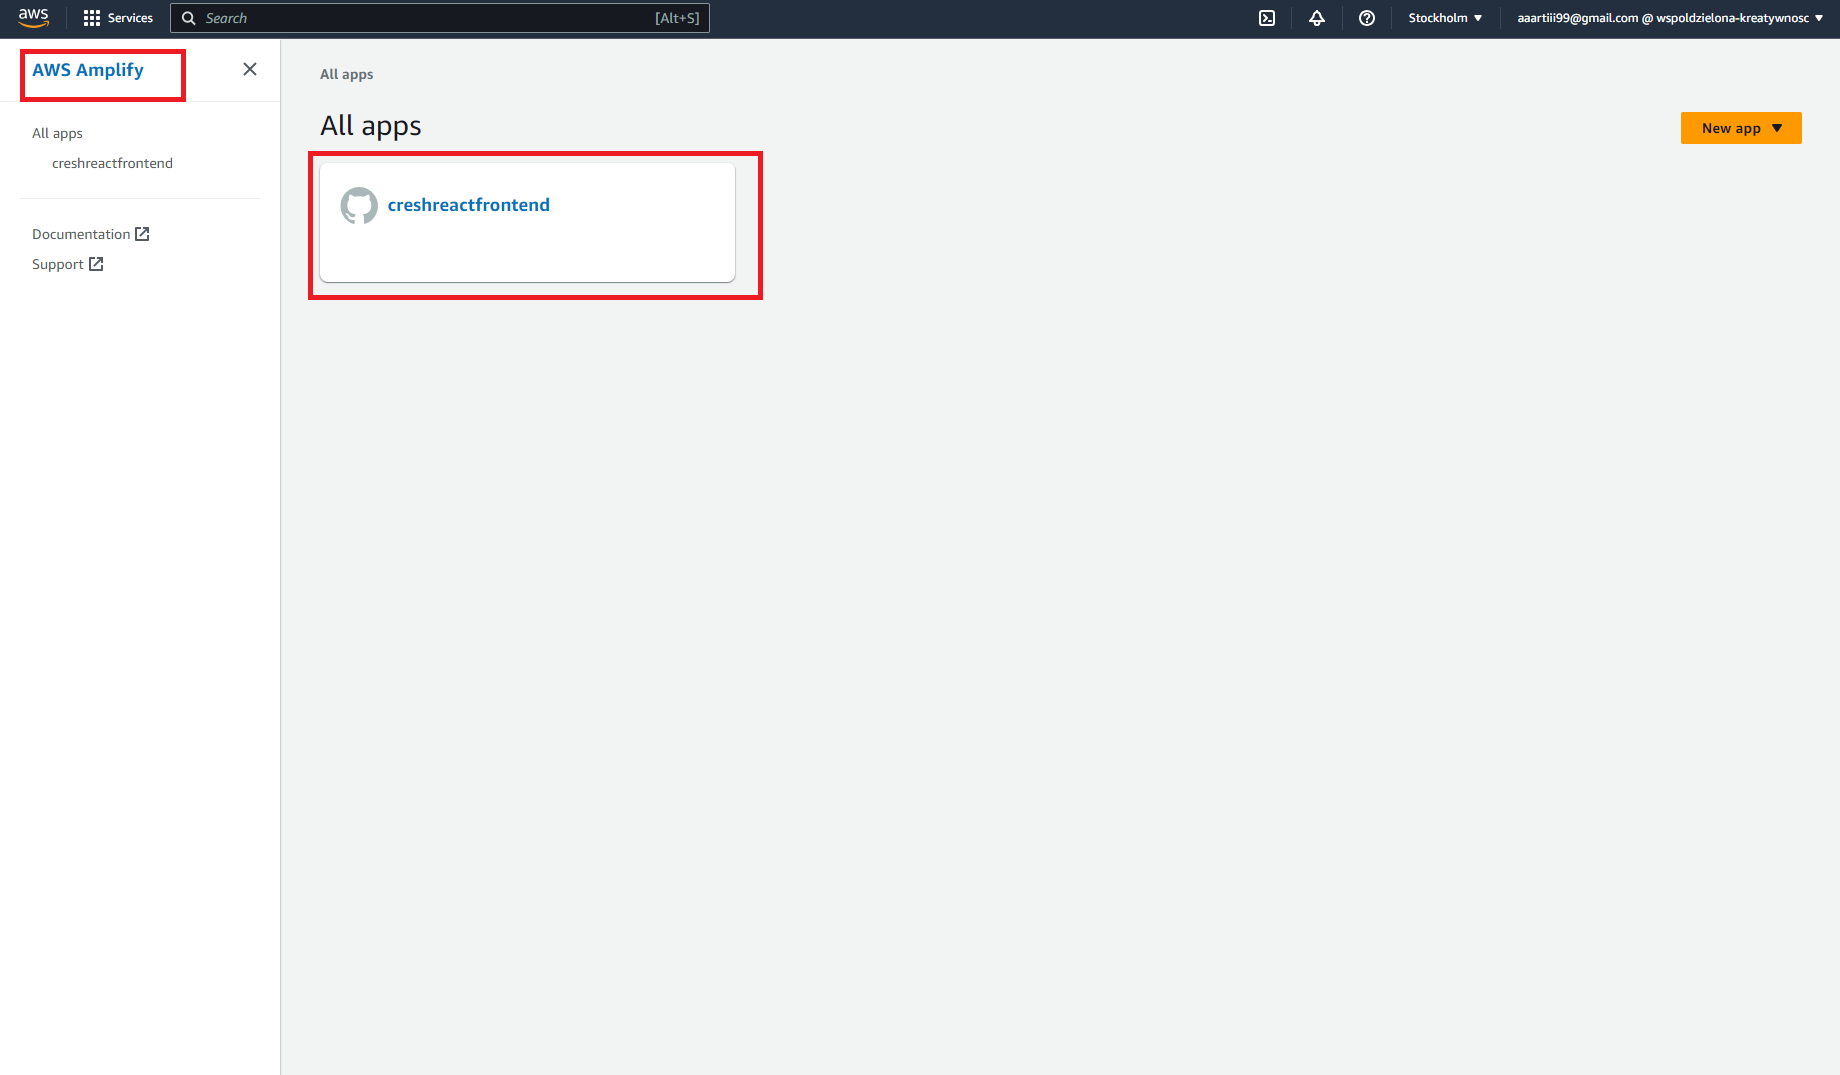 aws
Services
Search
[Alt+S]
Stockholm
aaartiii99@gmail.com @ wspoldzielona-kreatywnosc
AWS Amplify
All apps
creshreactfrontend
Documentation
Support
All apps
All apps
New app
creshreactfrontend